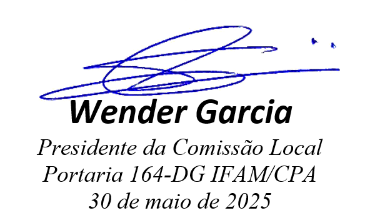 Wender Garcia
Presidente da Comissão Local
Portaria 164-DG IFAM/CPA
30 de maio de 2025